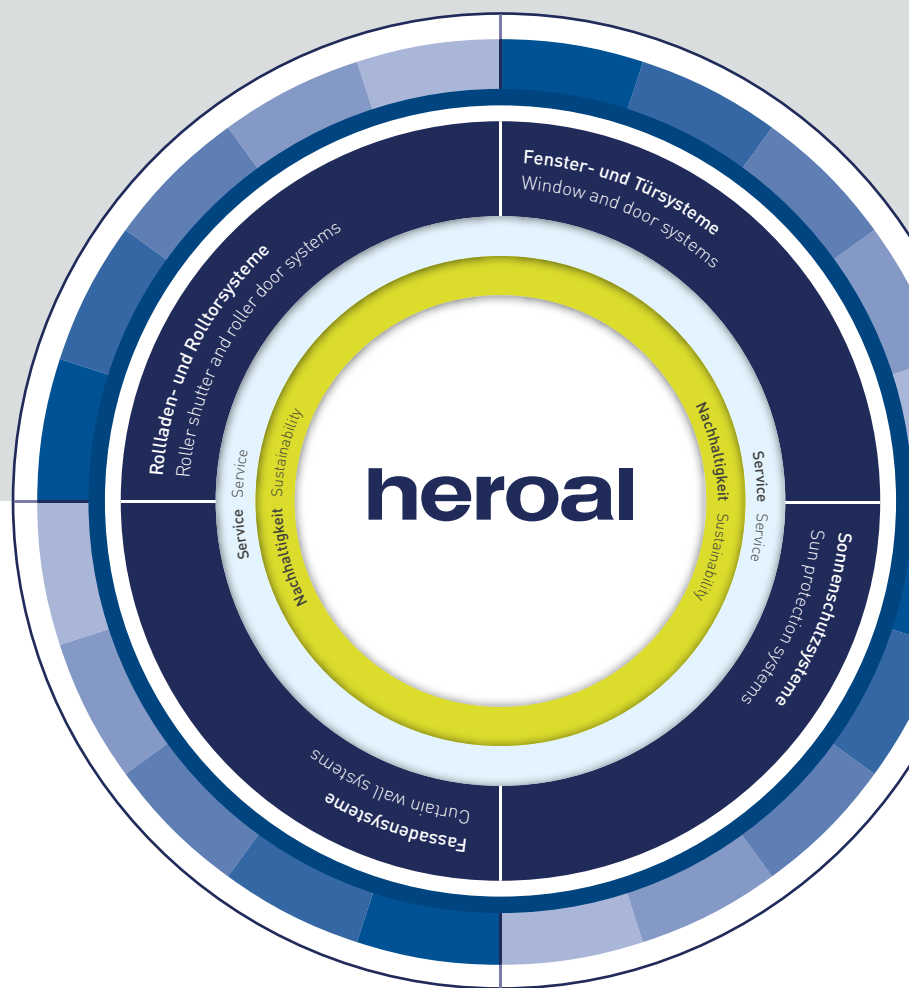 Fenster- und Türsysteme
Window and door systems
Rollladen- und Rolltorsysteme
Roller shutter and roller door systems
Service Service
Nachhaltigkeit Sustainability
heroal
Nachhaltigkeit Sustainability
Service Service
Sonnenschutzsysteme
Sun protection systems
Fassadensysteme
Curtain wall systems